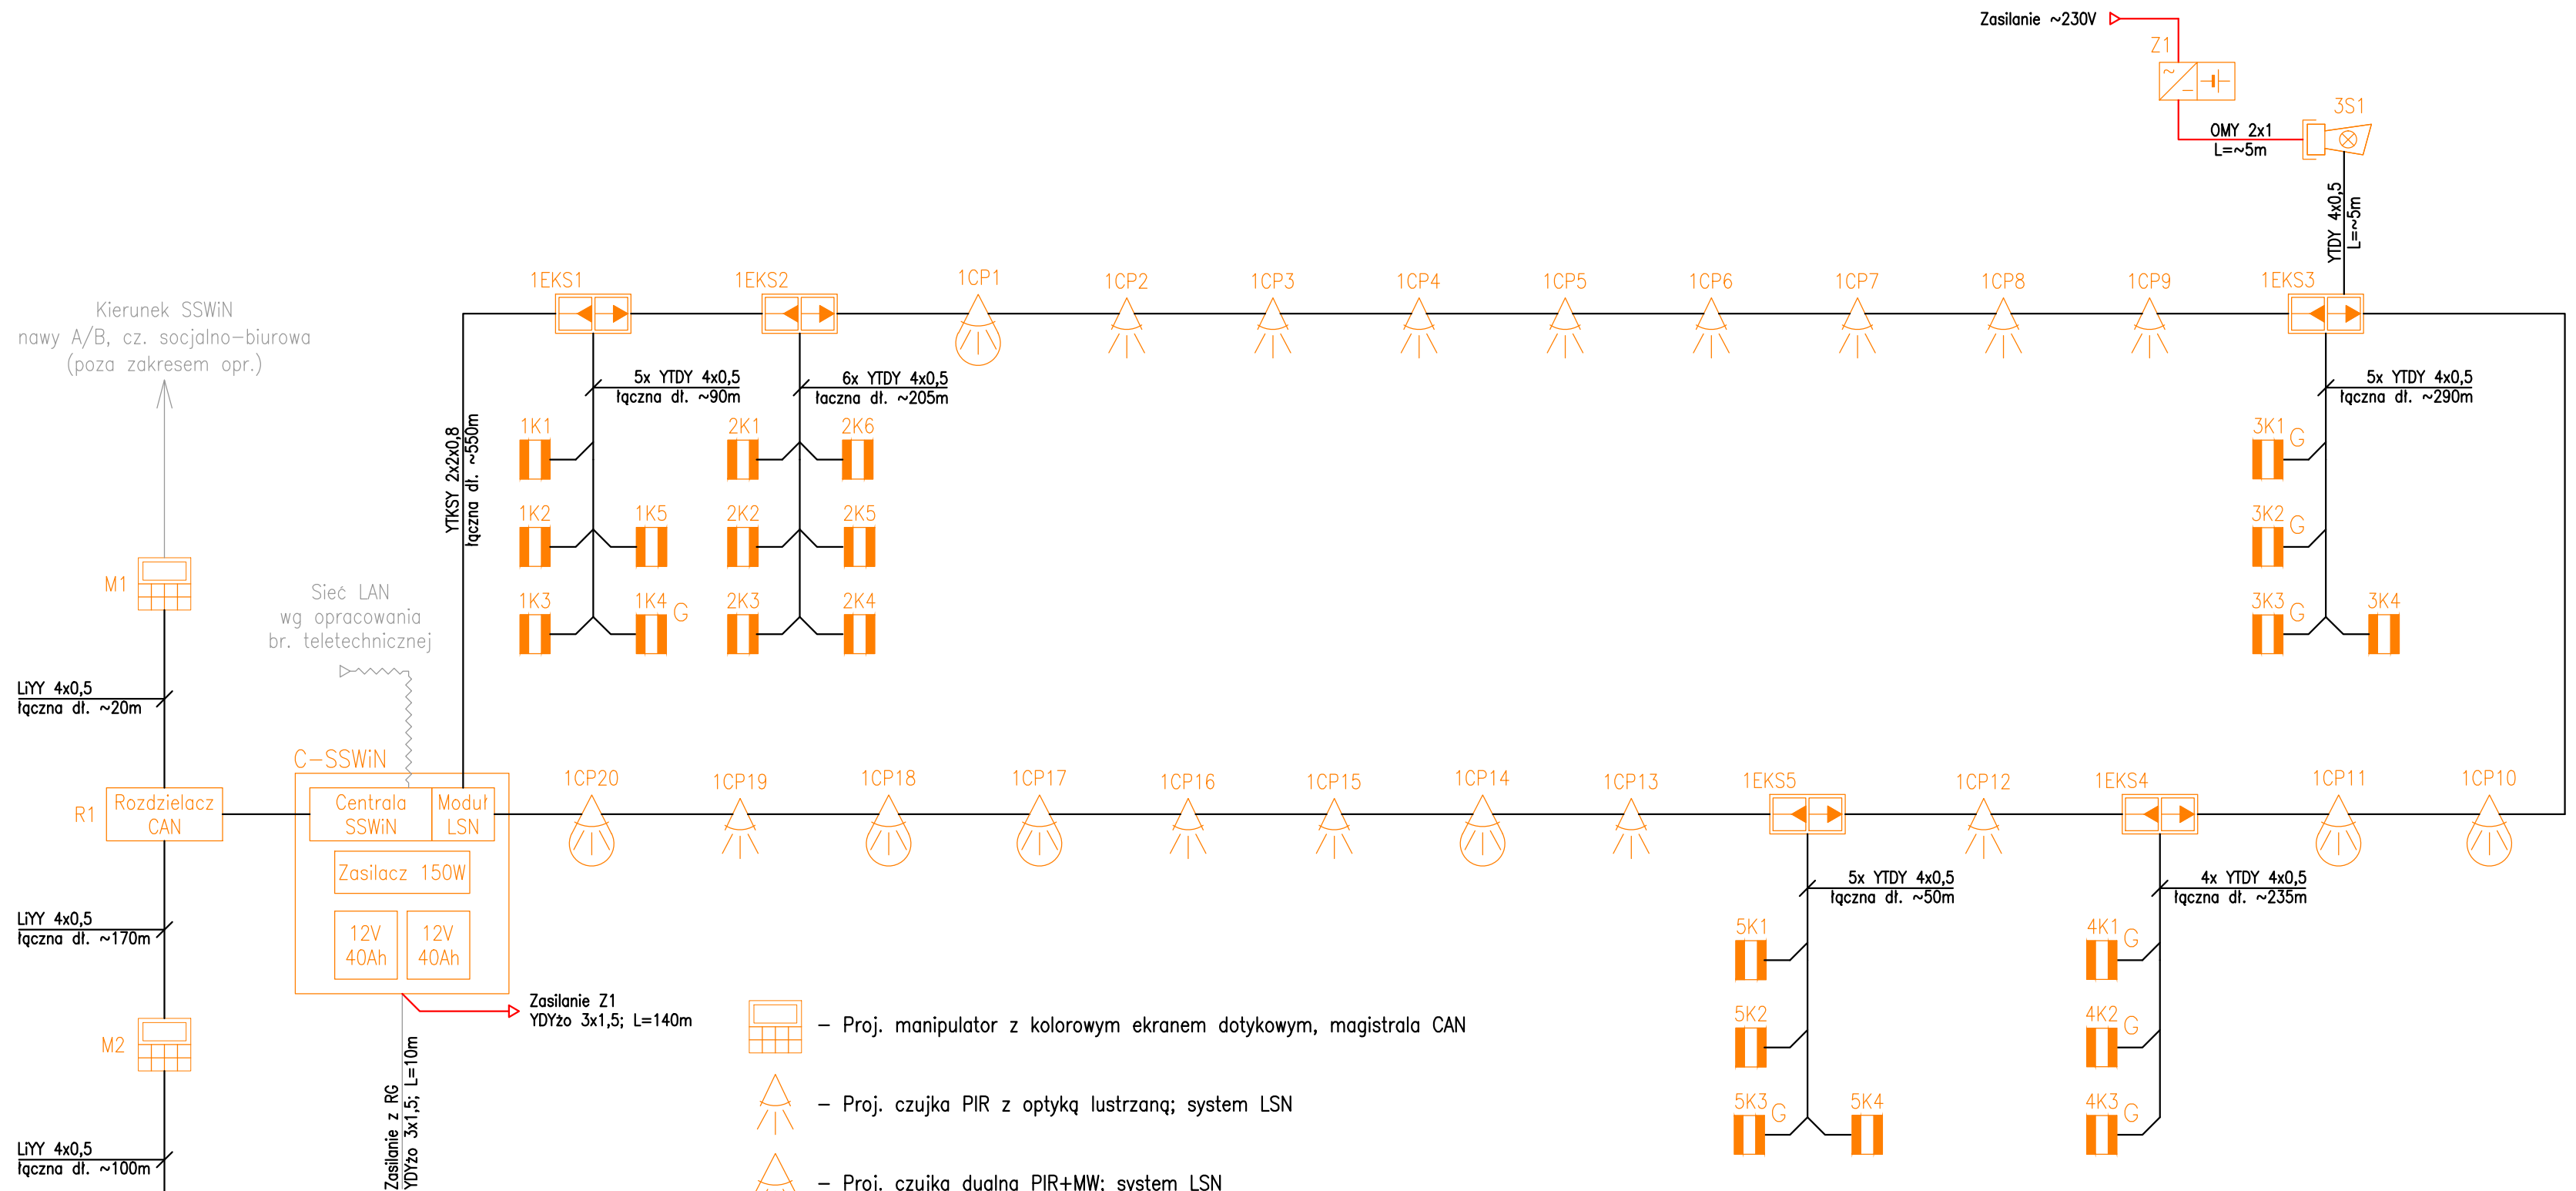 Zasilanie ~230V
Z1
3S1
OMY 2x1
L=~5m
YTDY 4x0,5
L=~5m
1EKS1
1EKS2
1CP1
1CP2
1CP3
1CP4
1CP5
1CP6
1CP7
1CP8
1CP9
1EKS3
Kierunek SSWiN
nawy A/B, cz. socjalno-biurowa
(poza zakresem opr.)
5x YTDY 4x0,5
łączna dł. ~90m
6x YTDY 4x0,5
łaczna dł. ~205m
5x YTDY 4x0,5
łączna dł. ~290m
YTKSY 2x2x0,8
łączna dł. ~550m
1K1
2K1
2K6
3K1 G
1K2
1K5
2K2
2K5
3K2 G
1K3
1K4 G
2K3
2K4
3K3 G
3K4
M1
Sieć LAN
wg opracowania
br. teletechnicznej
LiYY 4x0,5
łączna dł. ~20m
C-SSWiN
R1
Rozdzielacz
CAN
Centrala
SSWiN
Moduł
LSN
1CP20
1CP19
1CP18
1CP17
1CP16
1CP15
1CP14
1CP13
1EKS5
1CP12
1EKS4
1CP11
1CP10
Zasilacz 150W
12V
40Ah
12V
40Ah
5x YTDY 4x0,5
łączna dł. ~50m
4x YTDY 4x0,5
łączna dł. ~235m
LiYY 4x0,5
łączna dł. ~170m
5K1
4K1 G
Zasilanie Z1
YDYżo 3x1,5; L=140m
M2
5K2
4K2 G
5K3 G
5K4
4K3 G
Zasilanie z RG
YDYżo 3x1,5; L=10m
LiYY 4x0,5
łączna dł. ~100m
- Proj. manipulator z kolorowym ekranem dotykowym, magistrala CAN
- Proj. czujka PIR z optyką lustrzaną; system LSN
- Proj. czujka dualna PIR+MW; system LSN